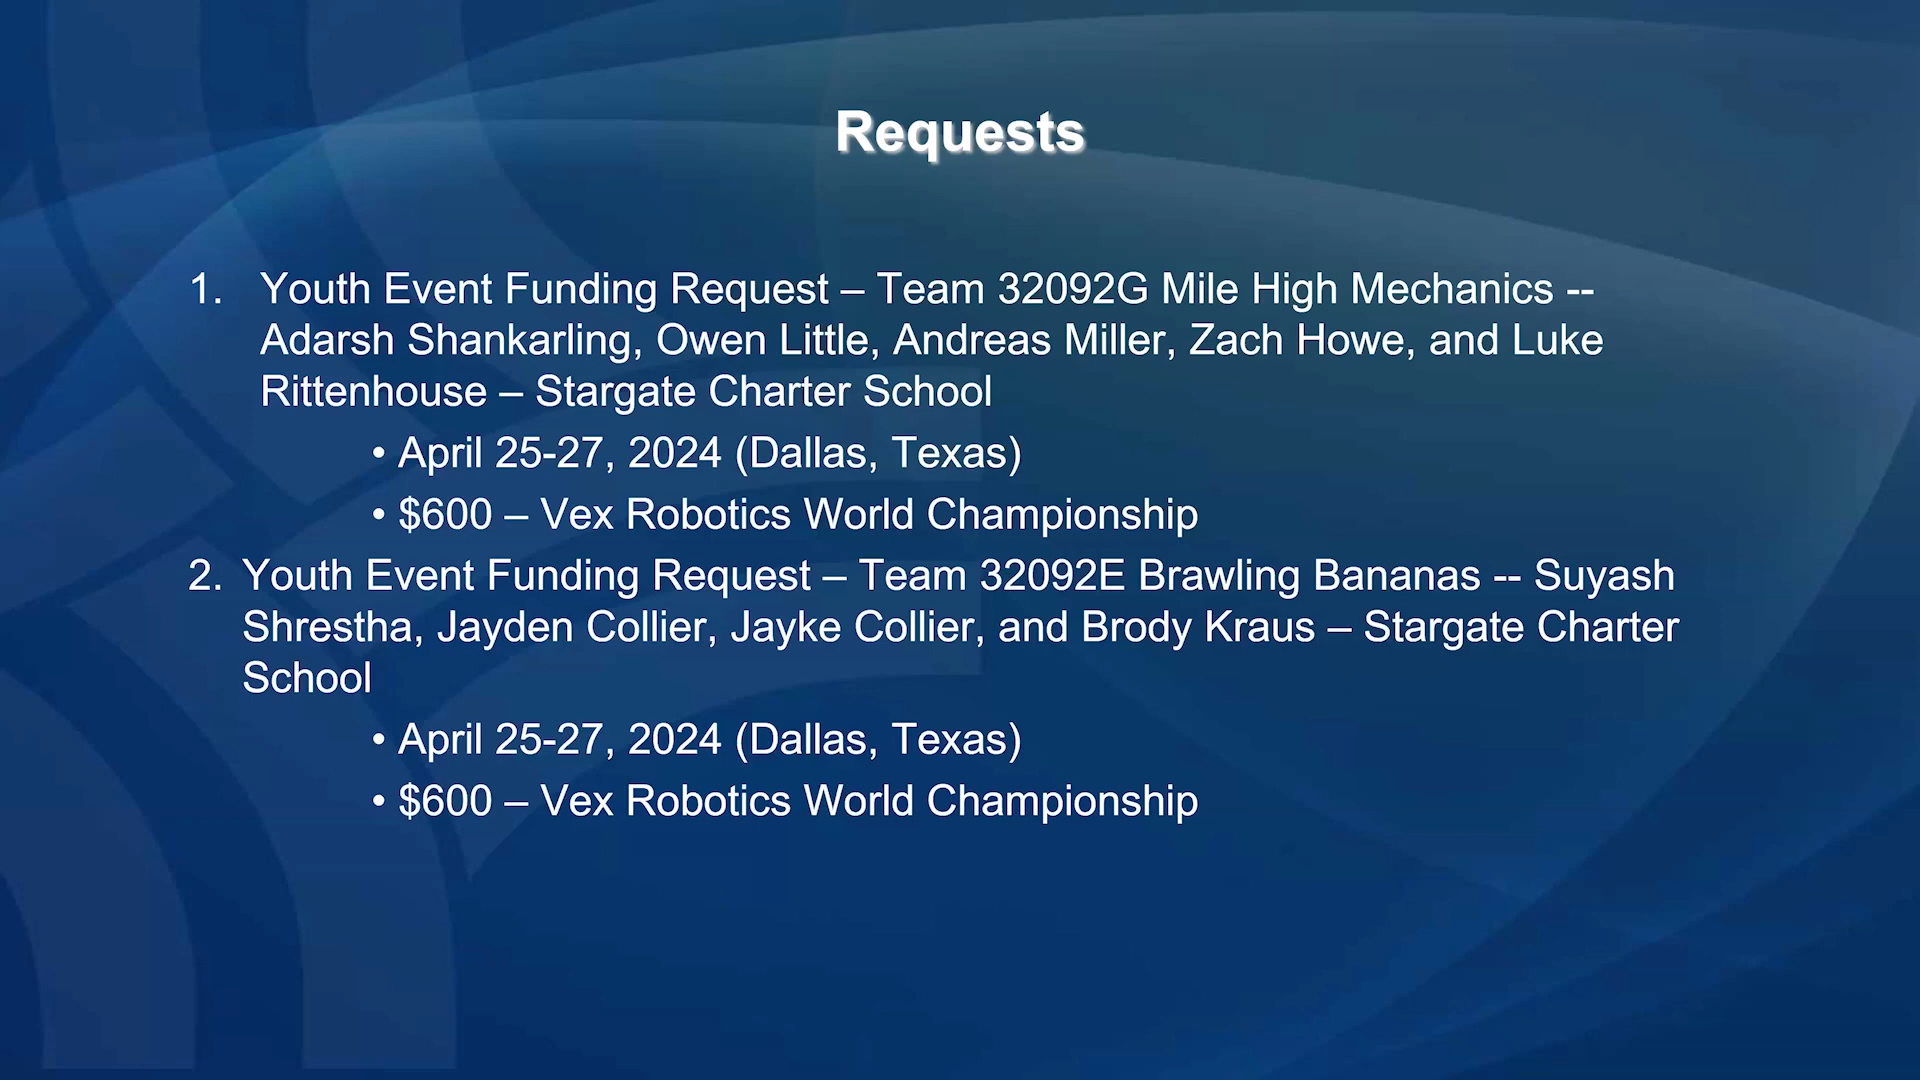 Requests
1. Youth Event Funding Request – Team 32092G Mile High Mechanics --
Adarsh Shankarling, Owen Little, Andreas Miller, Zach Howe, and Luke
Rittenhouse – Stargate Charter School
• April 25-27, 2024 (Dallas, Texas)
• $600 – Vex Robotics World Championship
2. Youth Event Funding Request – Team 32092E Brawling Bananas -- Suyash
Shrestha, Jayden Collier, Jayke Collier, and Brody Kraus – Stargate Charter
School
• April 25-27, 2024 (Dallas, Texas)
• $600 – Vex Robotics World Championship